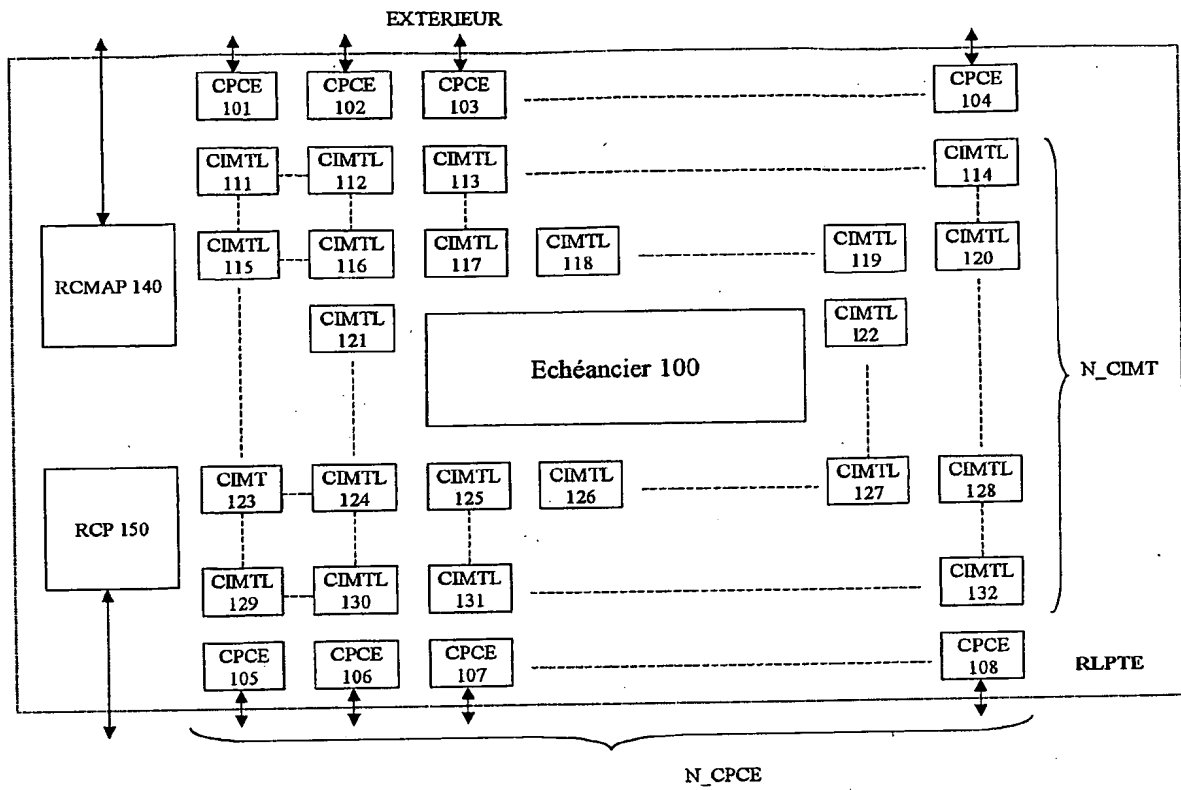 EXTERIEUR
CPCE
101
CPCE
102
CPCE
103
CPCE
104
CIMTL
111
CIMTL
112
CIMTL
113
CIMTL
114
CIMTL
115
CIMTL
116
CIMTL
117
CIMTL
118
CIMTL
119
CIMTL
120
RCMAP 140
CIMTL
121
Echéancier 100
CIMTL
122
N_CIMT
RCP 150
CIMT
123
CIMTL
124
CIMTL
125
CIMTL
126
CIMTL
127
CIMTL
128
CIMTL
129
CIMTL
130
CIMTL
131
CIMTL
132
CPCE
105
CPCE
106
CPCE
107
CPCE
108
RLPTE
N_CPCE